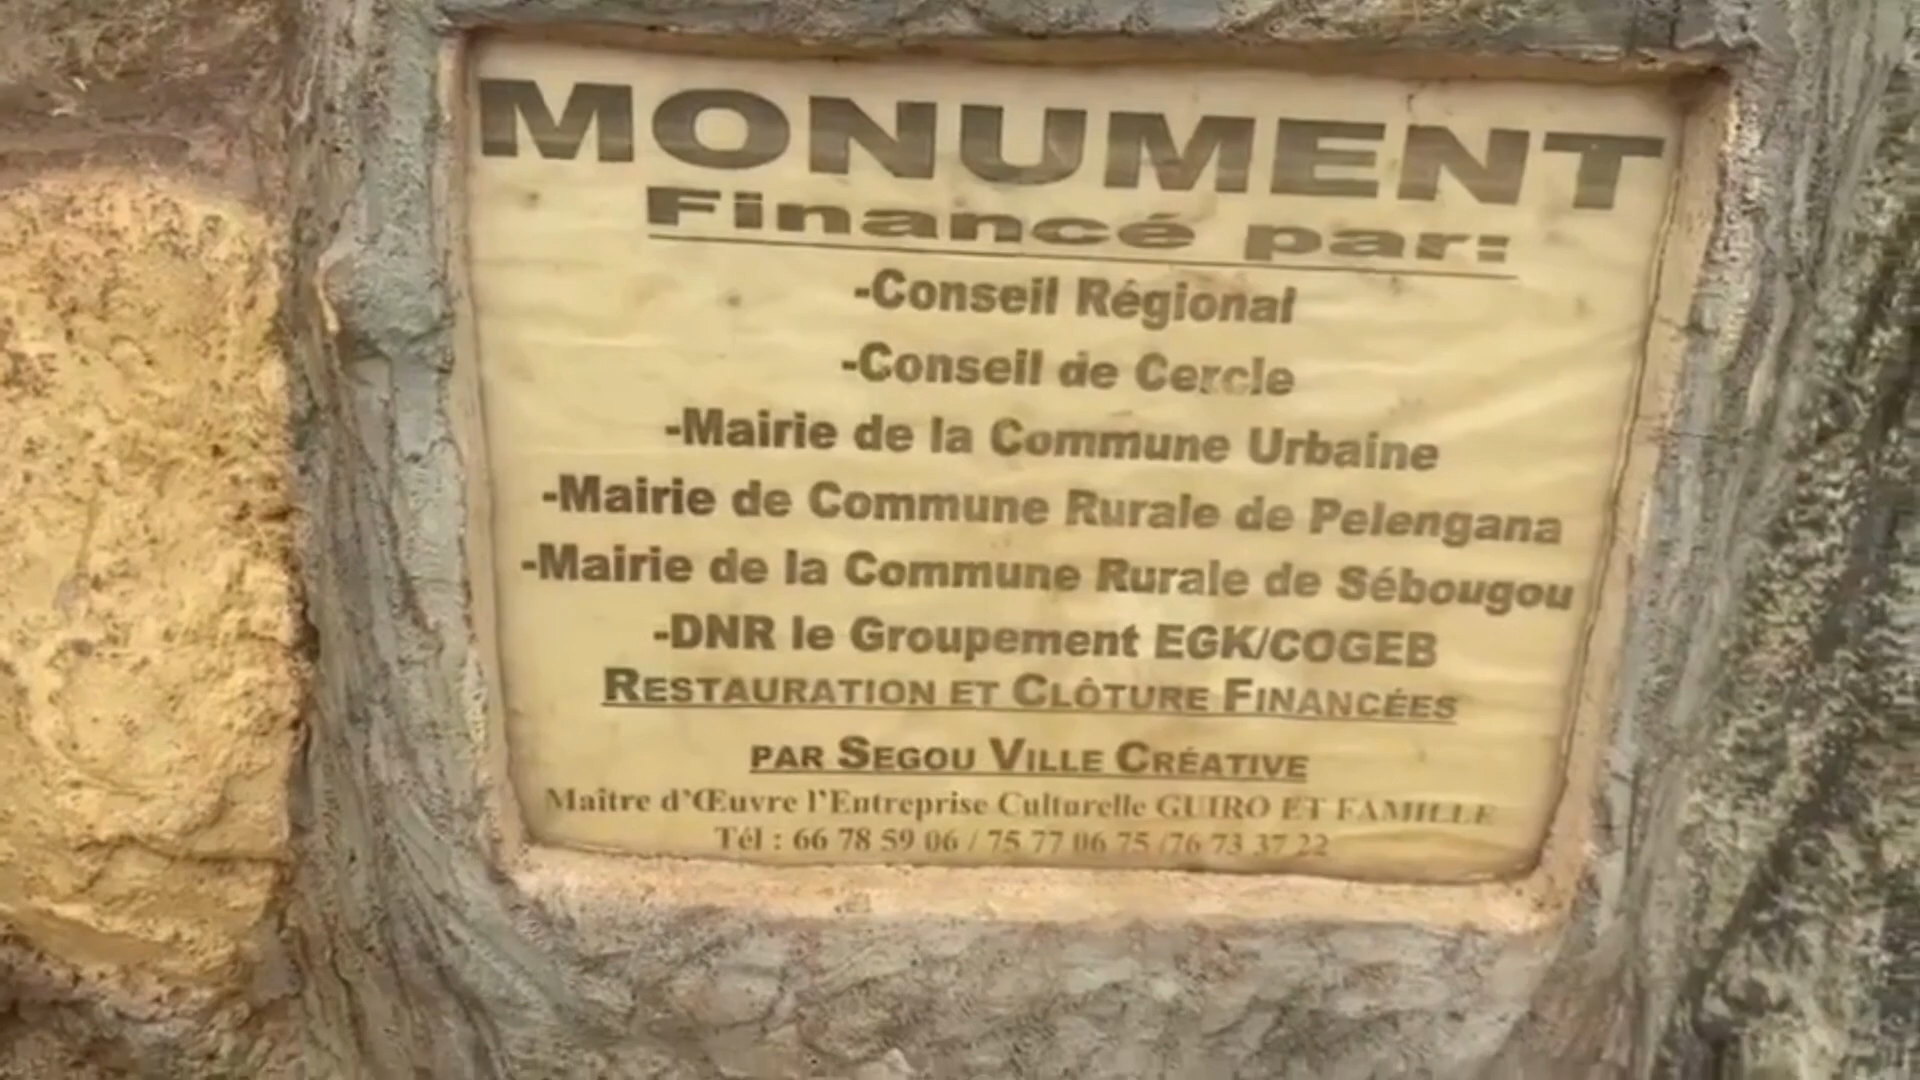 MONUMENT
Financé par:
-Conseil Régional
-Conseil de Cercle
-Mairie de la Commune Urbaine
-Mairie de Commune Rurale de Pelengana
-Mairie de la Commune Rurale de Sébougou
-DNR le Groupement EGK/COGEB
RESTAURATION ET CLÔTURE FINANCÉES
PAR SEGOU VILLE CRÉATIVE
Maître d'Œuvre l'Entreprise Culturelle GUIRO ET FAMILLE
Tél : 66 78 59 06 / 75 77 06 75 /76 73 37 22